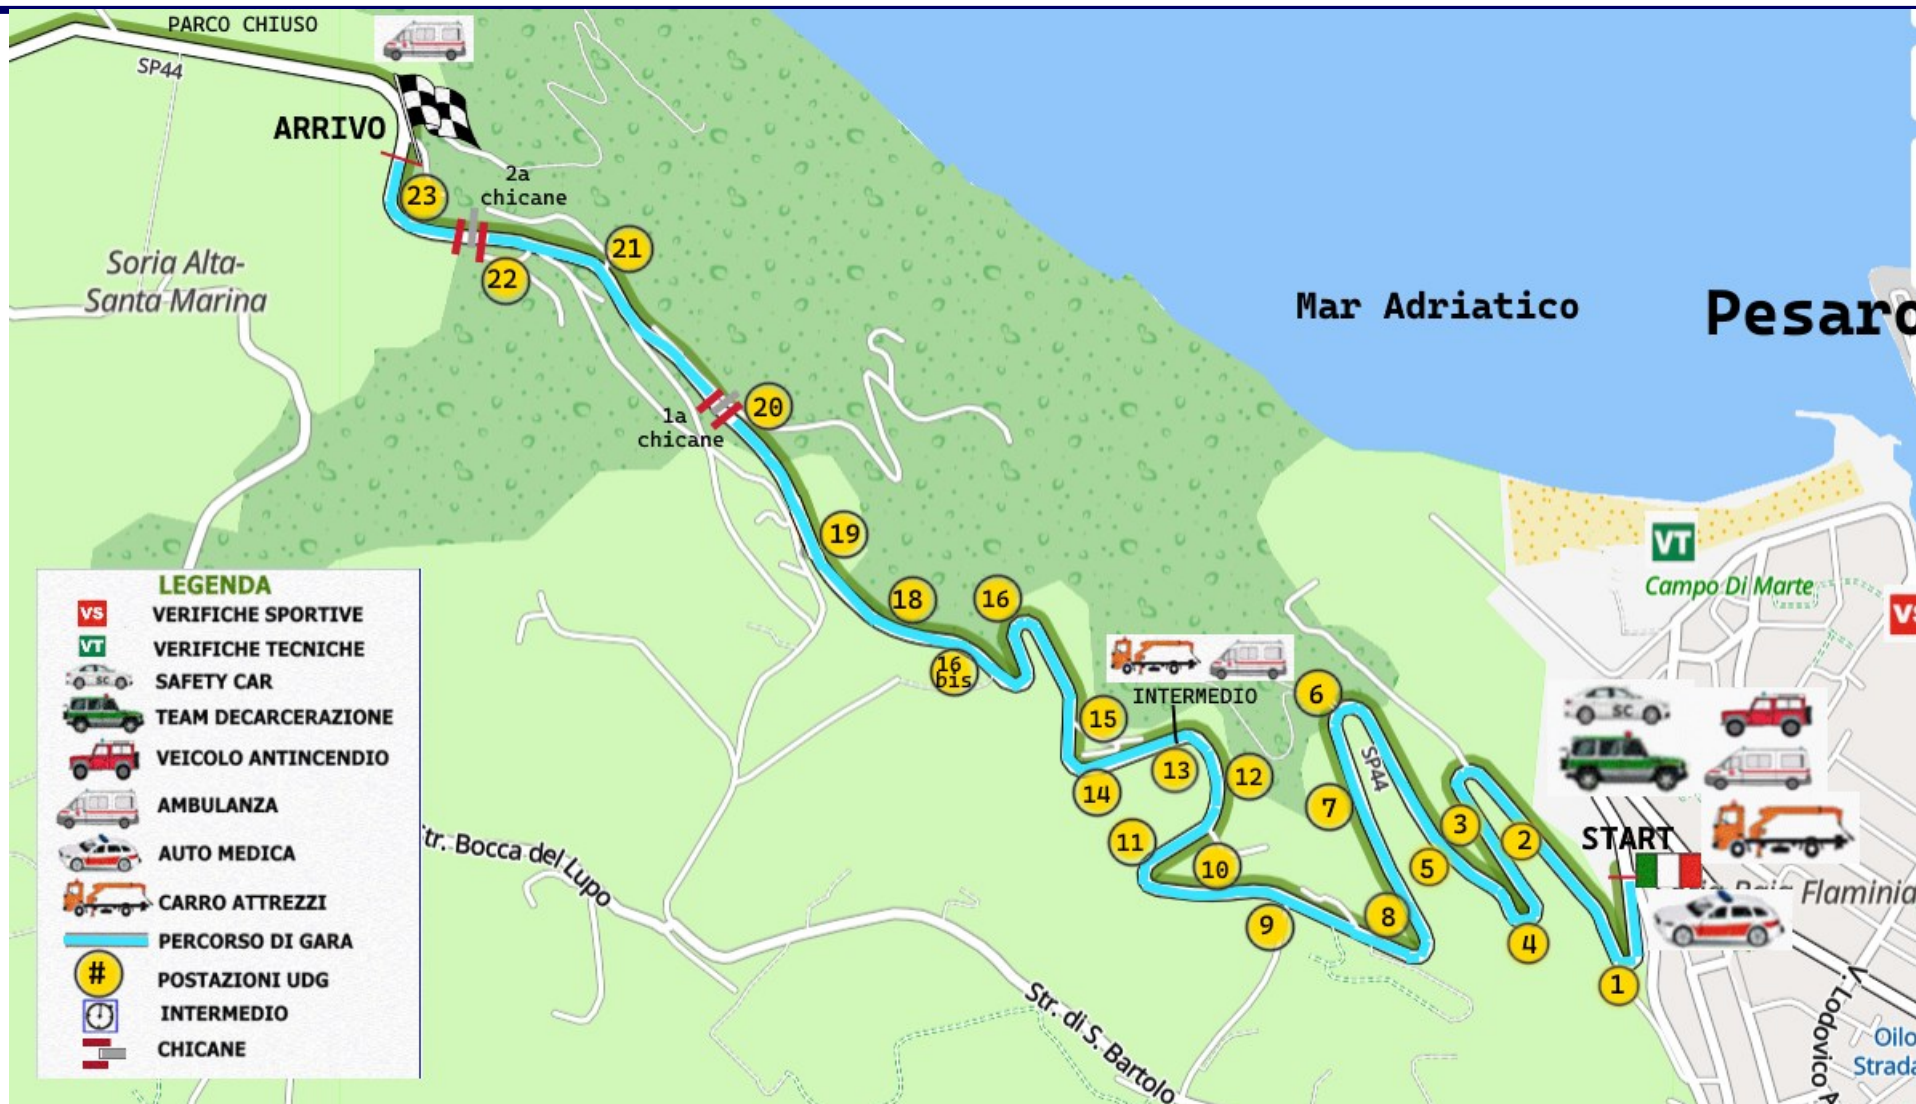 PARCO CHIUSO
SP44
ARRIVO
2a
chicane
23
21
22
Soria Alta-
Santa Marina
Mar Adriatico
Pesaro
20
1a
chicane
19
VT
Campo Di Marte
VS
18
16
16
bis
INTERMEDIO
6
15
SP44
SC
13
12
14
7
3
2
START
11
10
5
Flaminia
9
8
4
1
Str. Bocca del Lupo
Str. di S. Bartolo
V. Lodovico A
Oilo
Strada
LEGENDA
VS VERIFICHE SPORTIVE
VT VERIFICHE TECNICHE
SC SAFETY CAR
TEAM DECARCERAZIONE
VEICOLO ANTINCENDIO
AMBULANZA
AUTO MEDICA
CARRO ATTREZZI
PERCORSO DI GARA
# POSTAZIONI UDG
INTERMEDIO
CHICANE